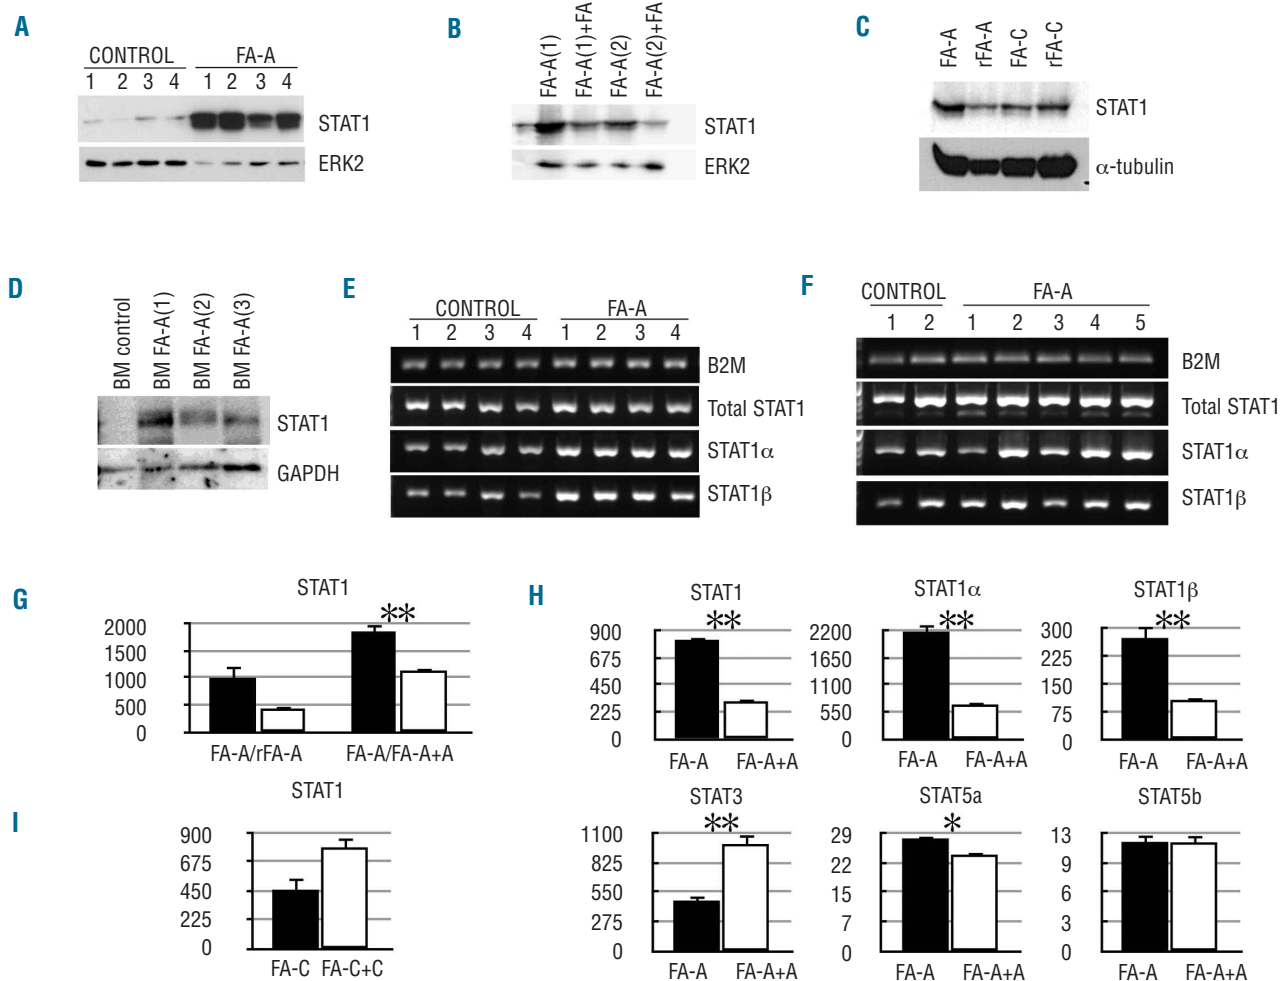 A
CONTROL FA-A
1 2 3 4 1 2 3 4
STAT1
ERK2
B
FA-A(1)
FA-A(1)+FA
FA-A(2)
FA-A(2)+FA
STAT1
ERK2
C
FA-A
rFA-A
FA-C
rFA-C
STAT1
α-tubulin
D
BM control
BM FA-A(1)
BM FA-A(2)
BM FA-A(3)
STAT1
GAPDH
E
CONTROL FA-A
1 2 3 4 1 2 3 4
B2M
Total STAT1
STAT1α
STAT1β
F
CONTROL FA-A
1 2 1 2 3 4 5
B2M
Total STAT1
STAT1α
STAT1β
G
STAT1
**
2000
1500
1000
500
0
FA-A/rFA-A FA-A/FA-A+A
H
STAT1
**
900
675
450
225
0
FA-A FA-A+A
STAT1α
**
2200
1650
1100
550
0
FA-A FA-A+A
STAT1β
**
300
225
150
75
0
FA-A FA-A+A
STAT3
**
1100
825
550
275
0
FA-A FA-A+A
STAT5a
*
29
22
15
7
0
FA-A FA-A+A
STAT5b
13
9
6
3
0
FA-A FA-A+A
I
STAT1
900
675
450
225
0
FA-C FA-C+C